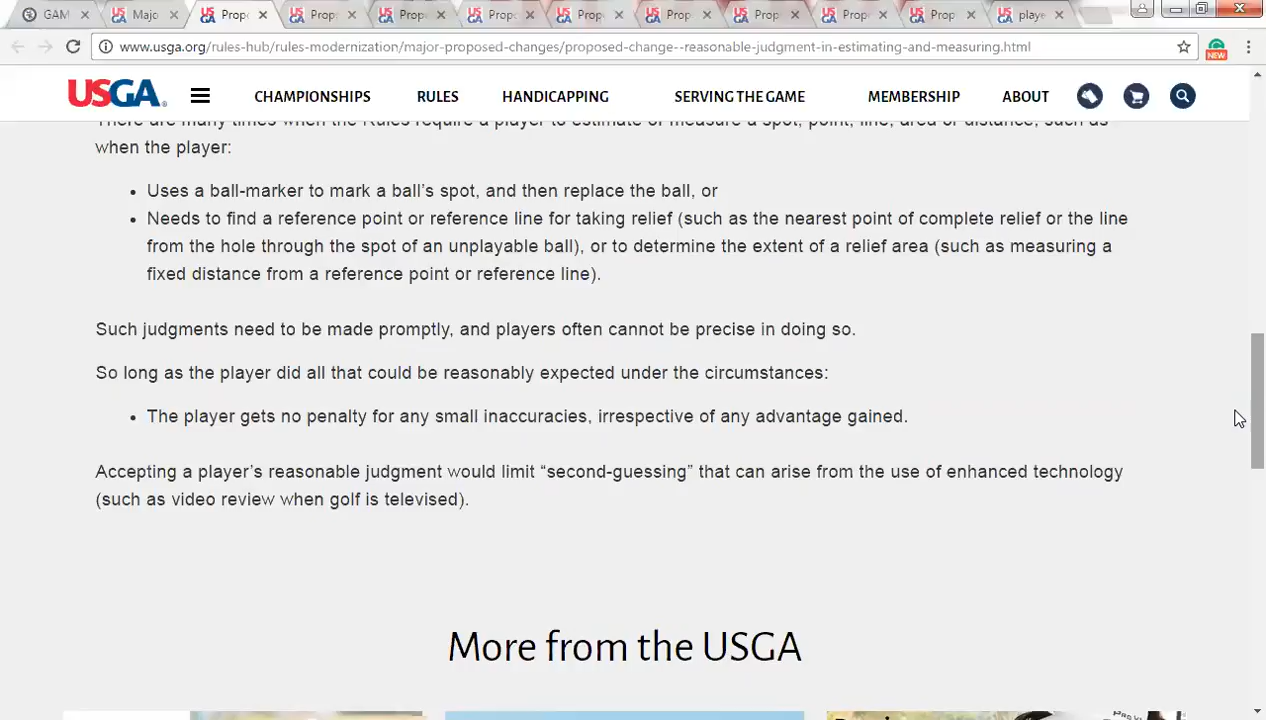 GAM
Majo
Propo
Propo
Propo
Propo
Propo
Propo
Propo
Propo
Prop
playe
www.usga.org/rules-hub/rules-modernization/major-proposed-changes/proposed-change--reasonable-judgment-in-estimating-and-measuring.html
NEW
USGA
CHAMPIONSHIPS RULES HANDICAPPING SERVING THE GAME MEMBERSHIP ABOUT
There are many times when the Rules require a player to estimate or measure a spot, point, line, area or distance, such as
when the player:
• Uses a ball-marker to mark a ball’s spot, and then replace the ball, or
• Needs to find a reference point or reference line for taking relief (such as the nearest point of complete relief or the line
from the hole through the spot of an unplayable ball), or to determine the extent of a relief area (such as measuring a
fixed distance from a reference point or reference line).
Such judgments need to be made promptly, and players often cannot be precise in doing so.
So long as the player did all that could be reasonably expected under the circumstances:
• The player gets no penalty for any small inaccuracies, irrespective of any advantage gained.
Accepting a player’s reasonable judgment would limit “second-guessing” that can arise from the use of enhanced technology
(such as video review when golf is televised).
More from the USGA